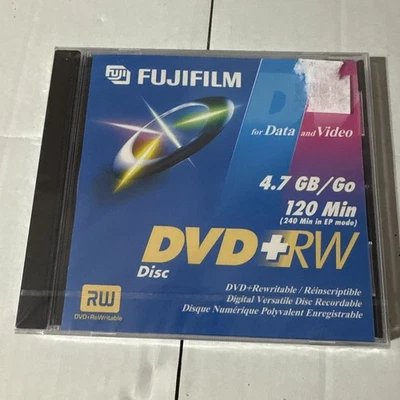 FUJI
FUJIFILM
D
for Data and Video
4.7 GB/Go
120 Min
(240 Min in EP mode)
DVD+RW
Disc
DVD+Rewritable / Réinscriptible
Digital Versatile Disc Recordable
Disque Numérique Polyvalent Enregistrable
RW
DVD+ReWritable